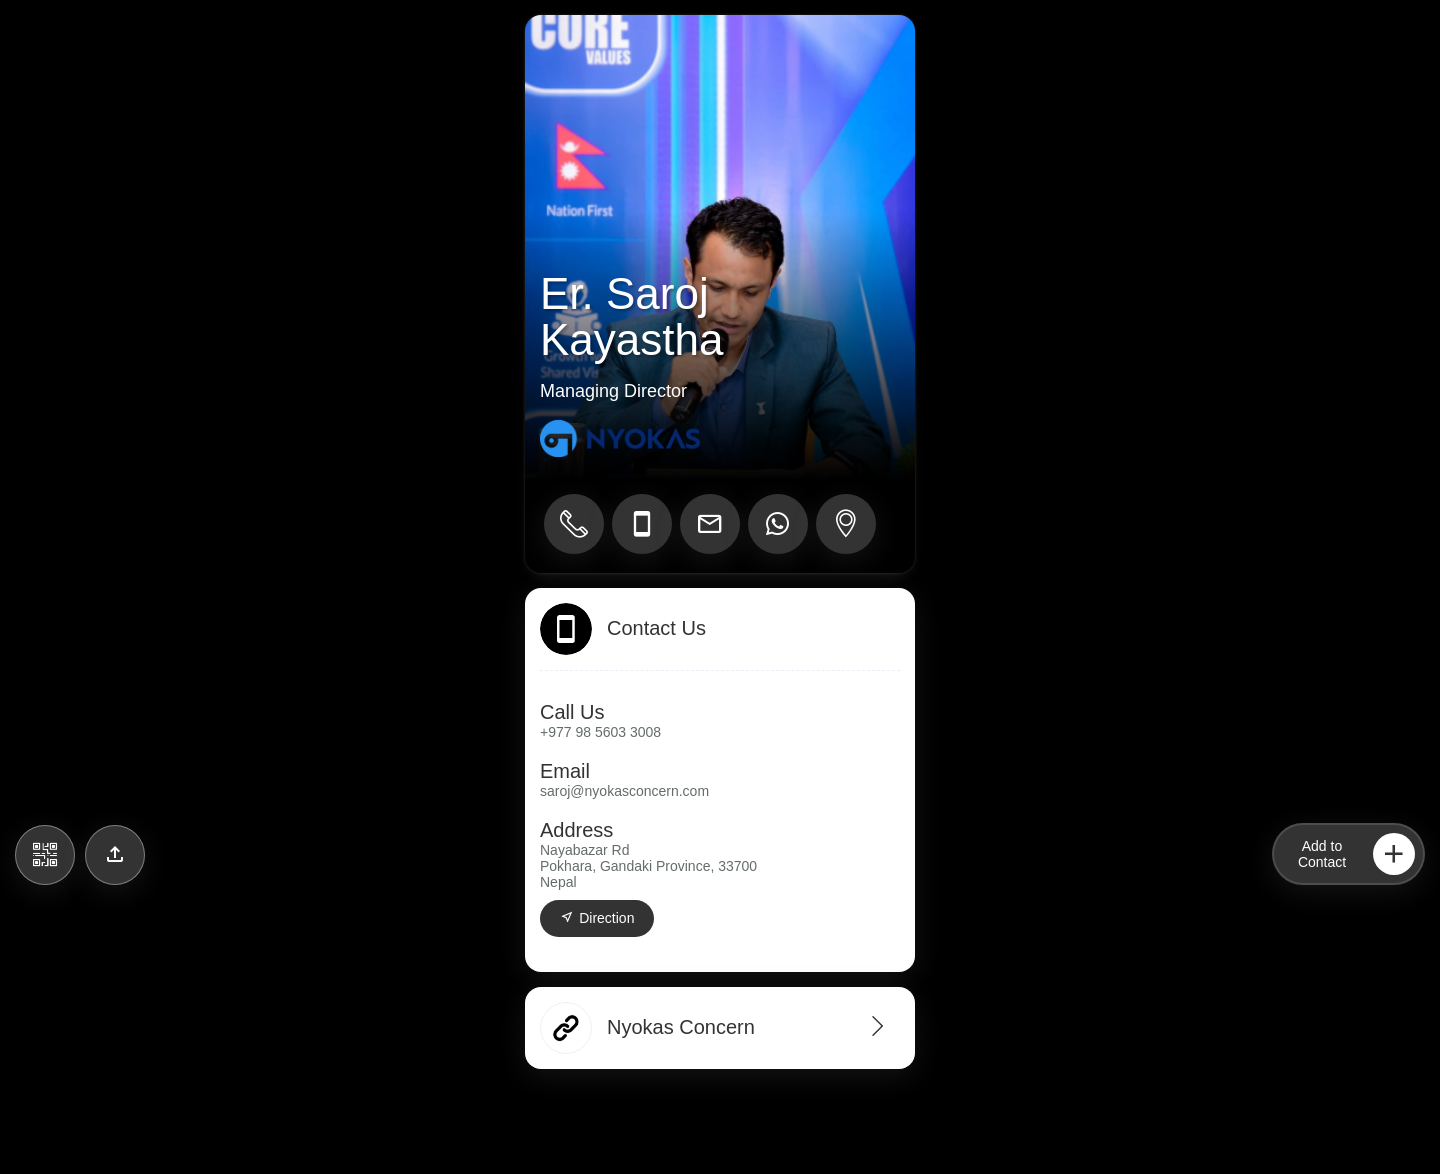 CORE
VALUES
Nation First
Er. Saroj
Kayastha
Shared
Managing Director
NYOKAS
Contact Us
Call Us
+977 98 5603 3008
Email
saroj@nyokasconcern.com
Address
Nayabazar Rd
Pokhara, Gandaki Province, 33700
Nepal
Direction
Nyokas Concern
Add to
Contact